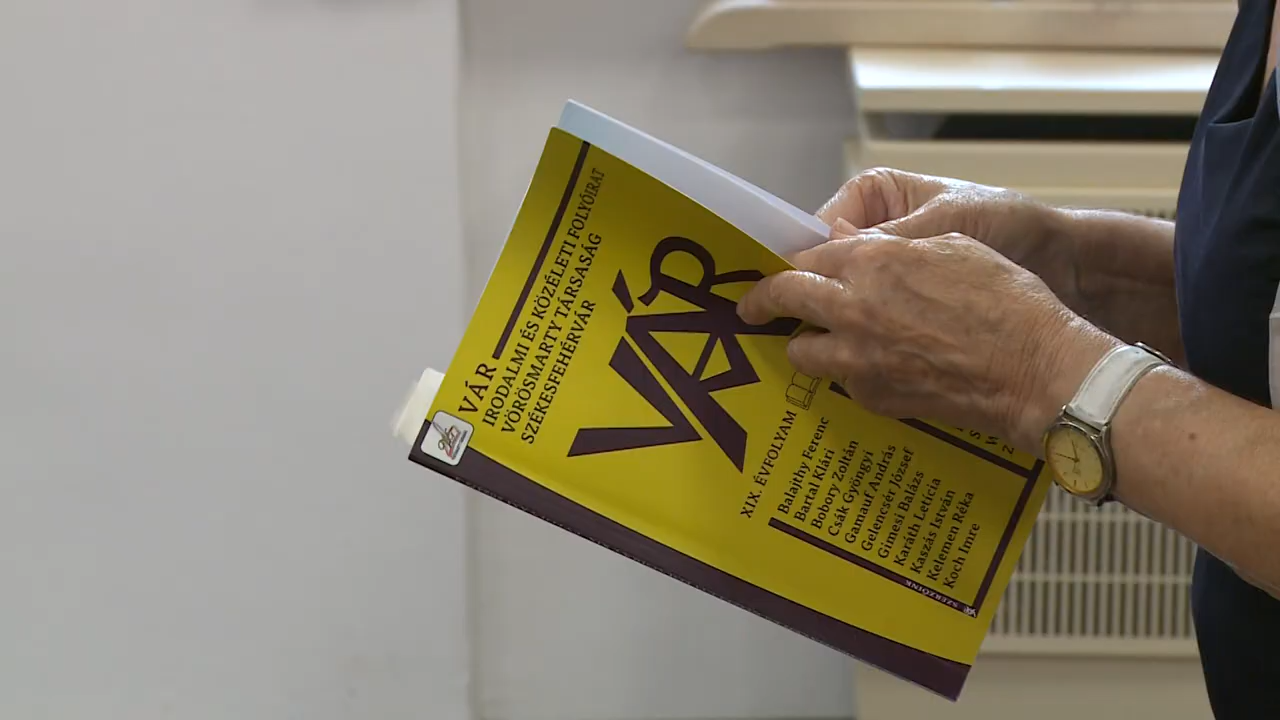 VÁR
IRODALMI ÉS KÖZÉLETI FOLYÓIRAT
VÖRÖSMARTY TÁRSASÁG
SZÉKESFEHÉRVÁR
VÁR
XIX. ÉVFOLYAM
Balajthy Ferenc
Bartal Klári
Bobory Zoltán
Csák Gyöngyi
Gamauf András
Gelencsér József
Gimesi Balázs
Karáth Letícia
Kaszás István
Kelemen Réka
Koch Imre
SZERZŐINK